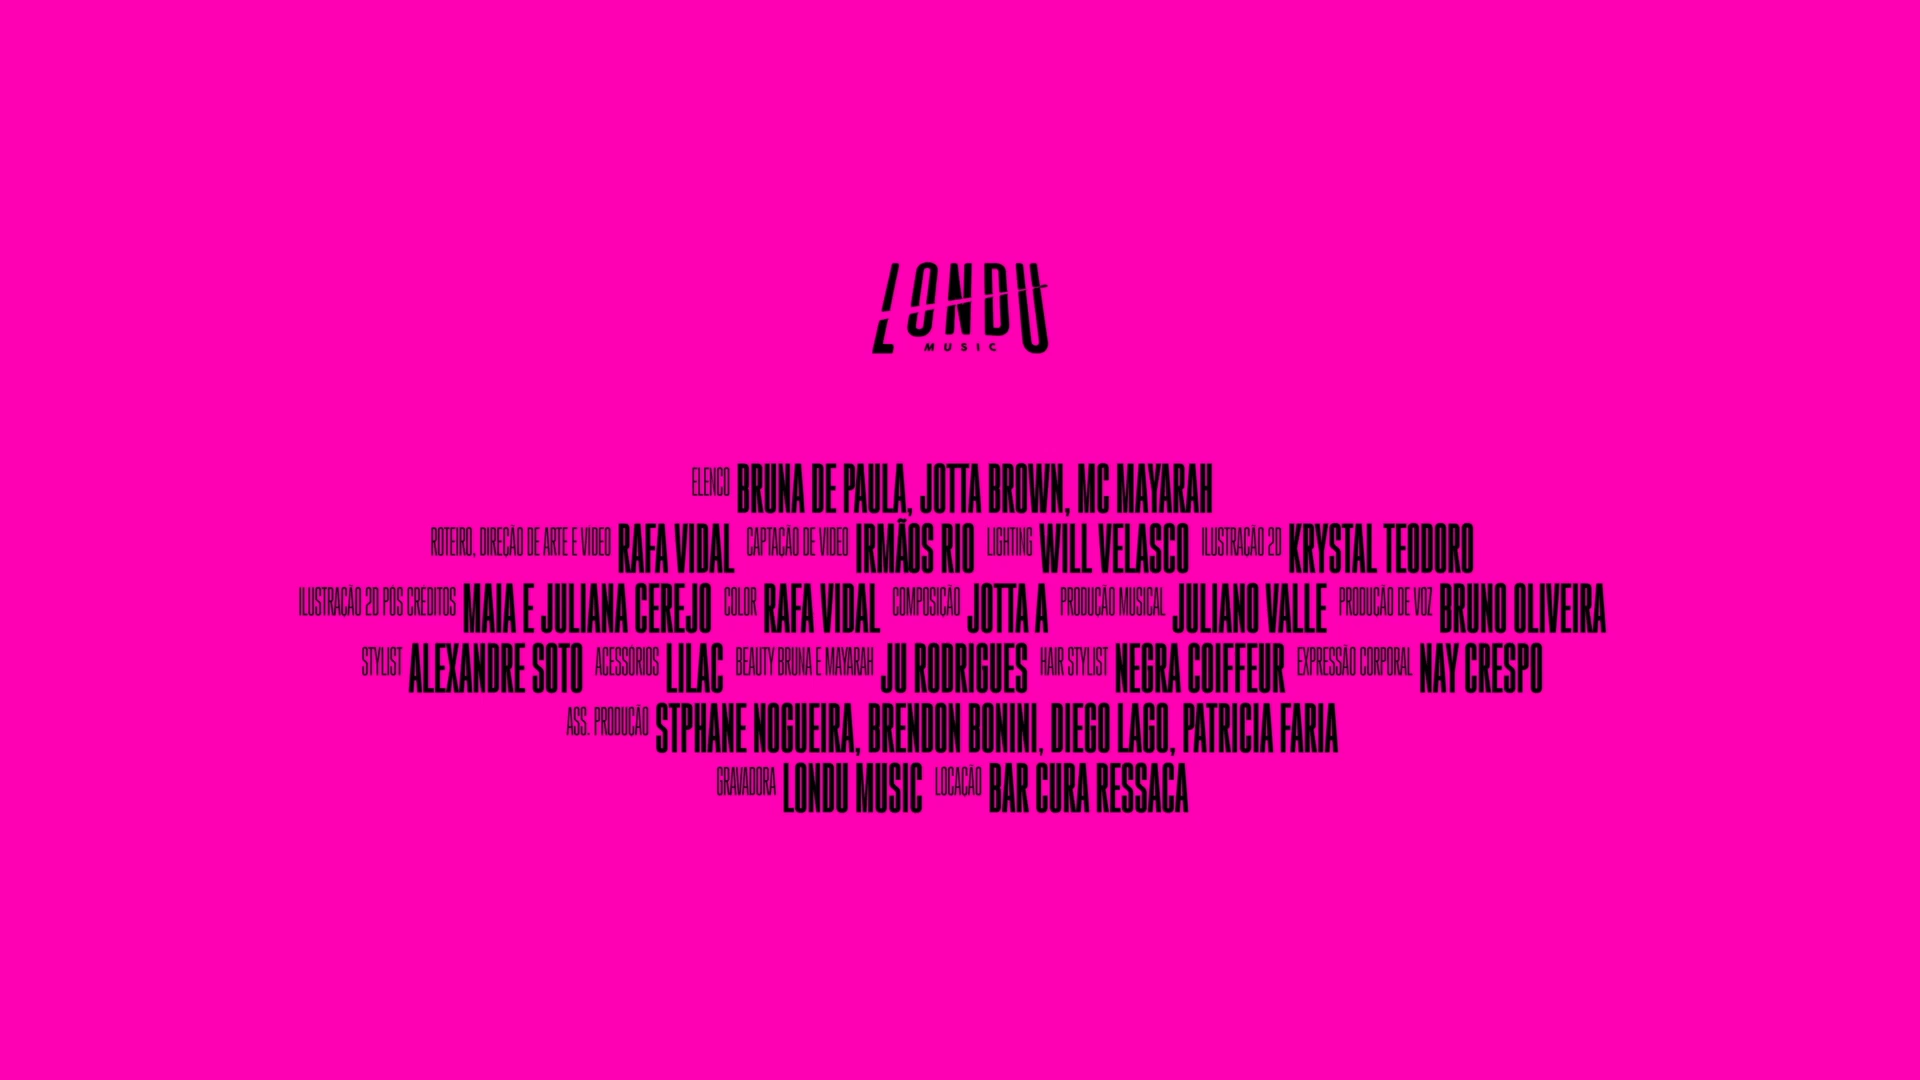 LONDU
MUSIC
ELENCO BRUNA DE PAULA, JOTTA BROWN, MC MAYARAH
ROTEIRO, DIREÇÃO DE ARTE E VÍDEO RAFA VIDAL CAPTAÇÃO DE VIDEO IRMÃOS RIO LIGHTING WILL VELASCO ILUSTRAÇÃO 2D KRYSTAL TEODORO
ILUSTRAÇÃO 2D PÓS CREDITOS MAIA E JULIANA CEREJO COLOR RAFA VIDAL COMPOSIÇÃO JOTTA A PRODUÇÃO MUSICAL JULIANO VALLE PRODUÇÃO DE VOZ BRUNO OLIVEIRA
STYLIST ALEXANDRE SOTO ACESSÓRIOS LILAC BEAUTY BRUNA E MAYARAH JU RODRIGUES HAIR STYLIST NEGRA COIFFEUR EXPRESSÃO CORPORAL NAY CRESPO
ASS. PRODUÇÃO STPHANE NOGUEIRA, BRENDON BONINI, DIEGO LAGO, PATRICIA FARIA
GRAVADORA LONDU MUSIC LOCAÇÃO BAR CURA RESSACA